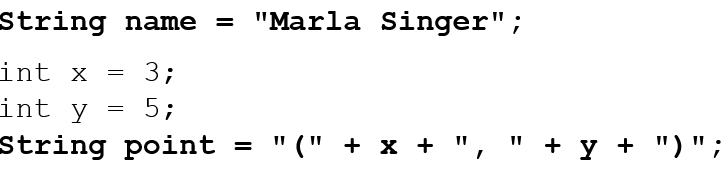 String name = "Marla Singer";
int x = 3;
int y = 5;
String point = "(" + x + ", " + y + ")";